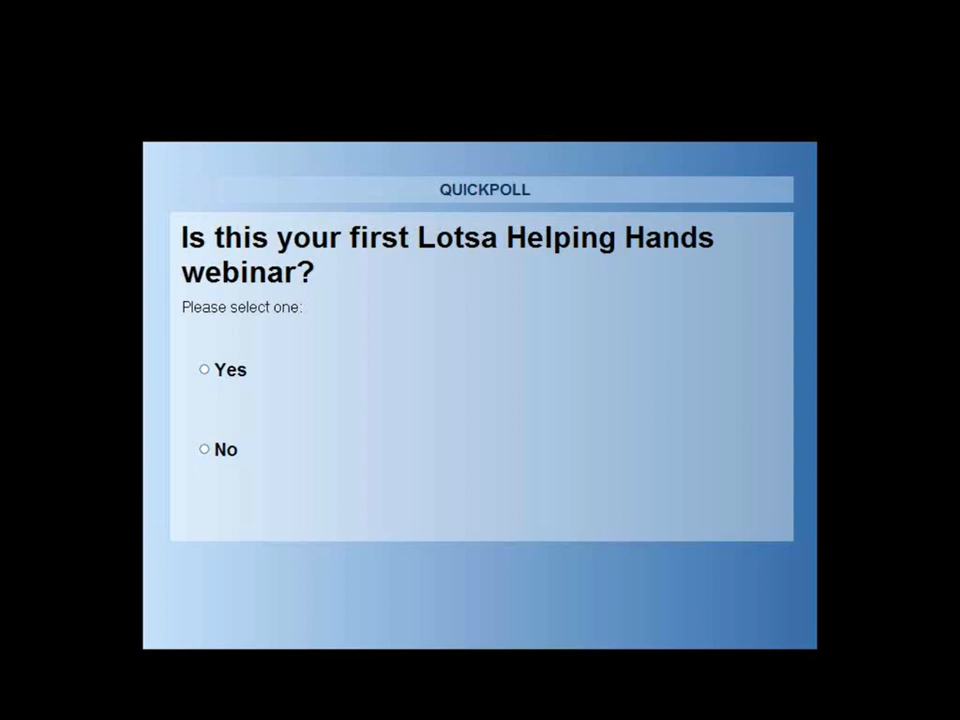 QUICKPOLL
Is this your first Lotsa Helping Hands
webinar?
Please select one:
Yes
No